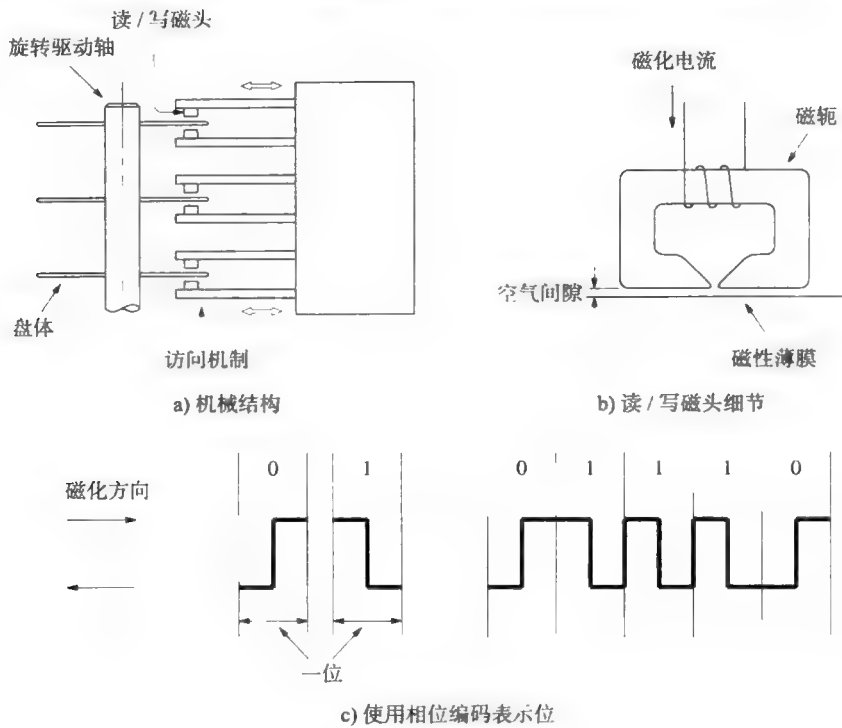 读 / 写磁头
旋转驱动轴
盘体
访问机制
a) 机械结构
磁化电流
磁轭
空气间隙
磁性薄膜
b) 读 / 写磁头细节
磁化方向
0 1
0 1 1 1 0
一位
c) 使用相位编码表示位